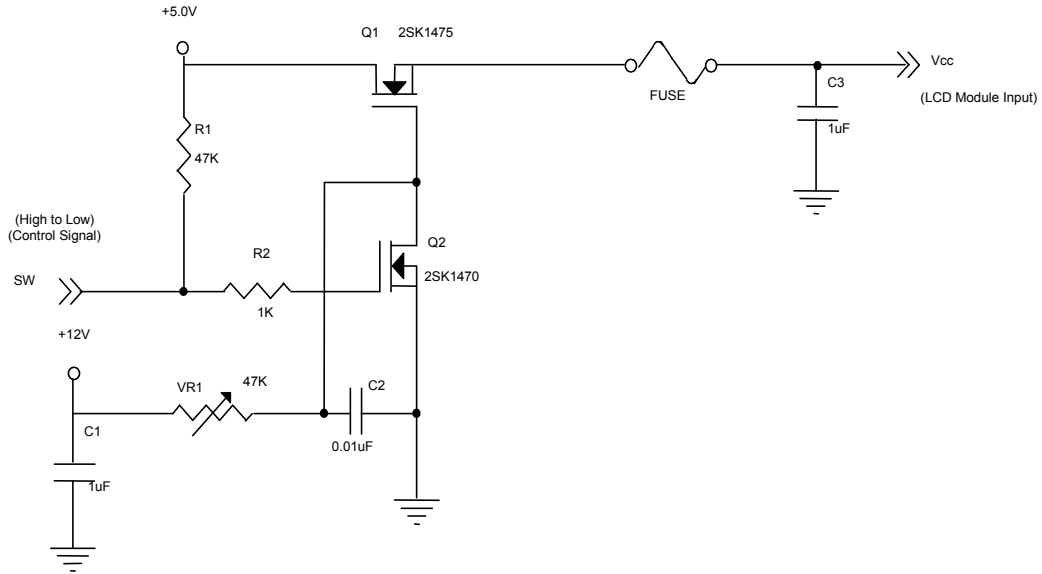 +5.0V
Q1 2SK1475
Vcc
FUSE
C3
(LCD Module Input)
1uF
R1
47K
(High to Low)
(Control Signal)
SW
R2
1K
Q2
2SK1470
+12V
VR1
47K
C2
0.01uF
C1
1uF